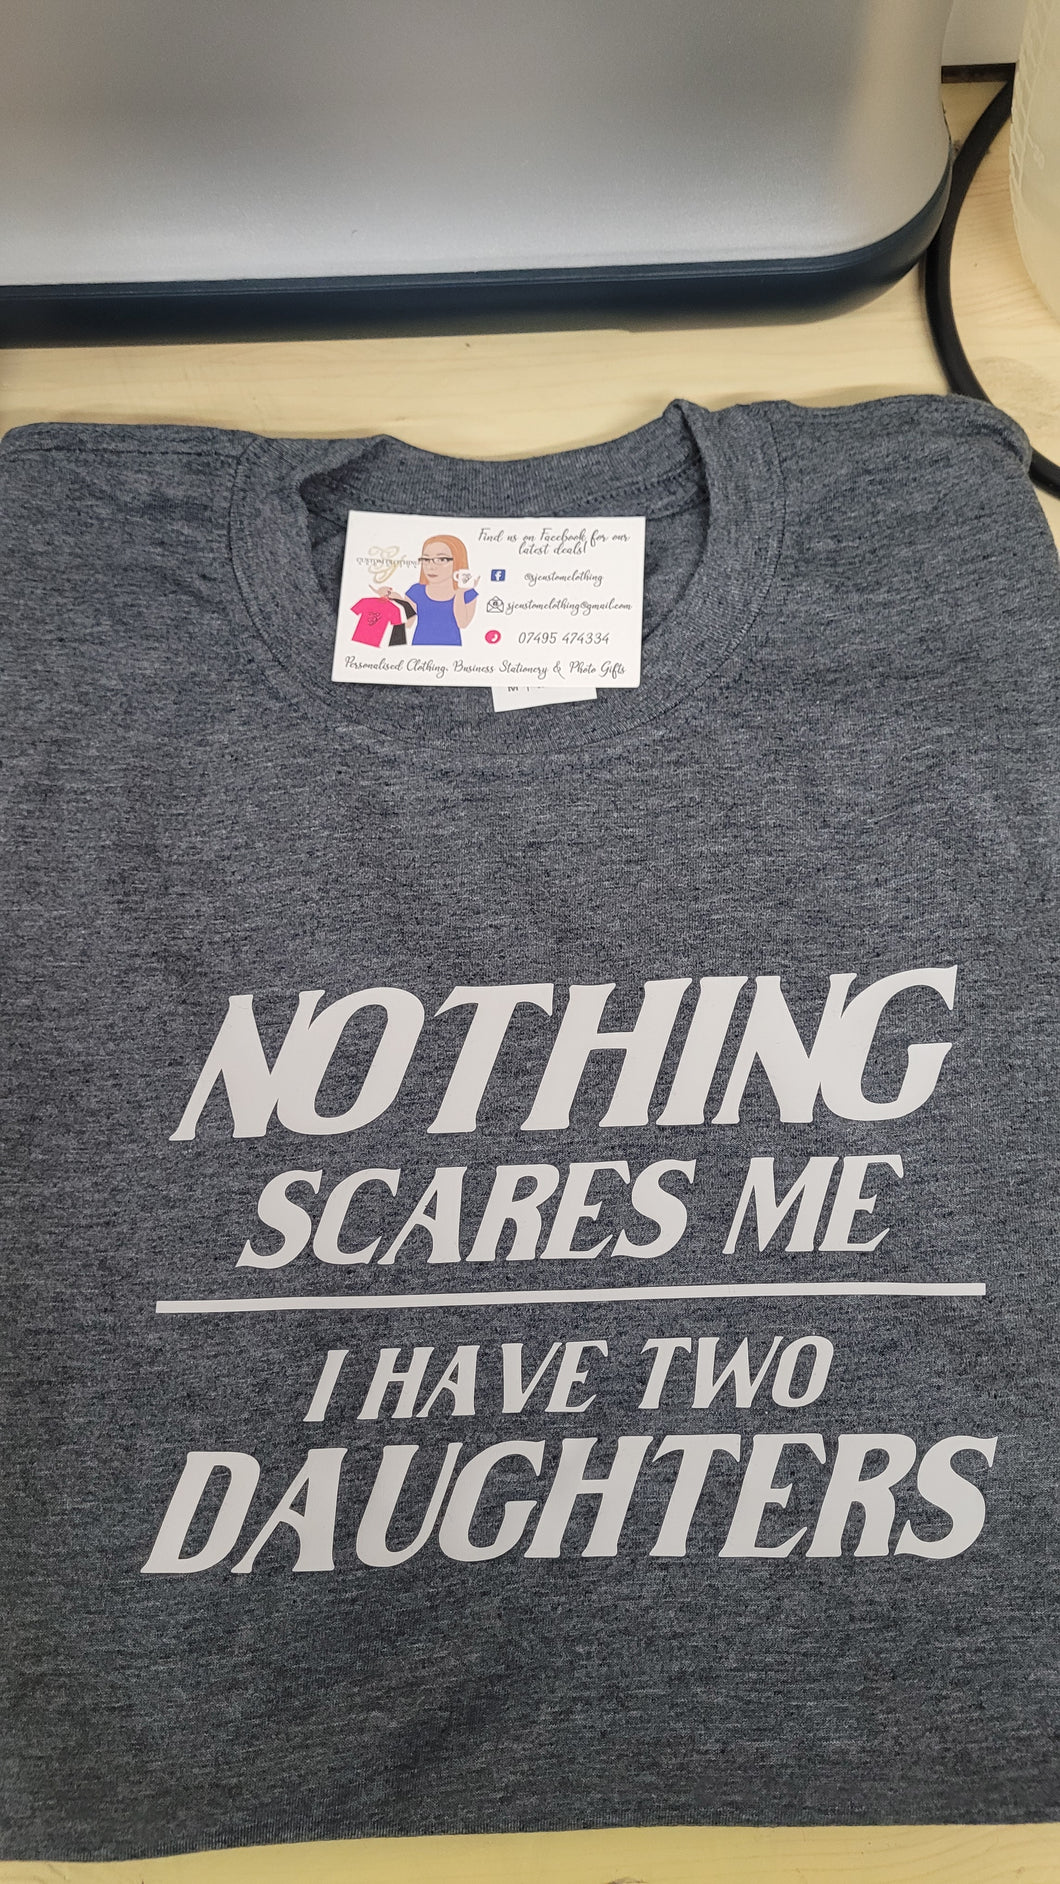 Find us on Facebook for our
latest deals!
@sjcustomclothing
sjcustomclothing@gmail.com
07495 474334
Personalised Clothing, Business Stationery & Photo Gifts
M
NOTHING
SCARES ME
I HAVE TWO
DAUGHTERS